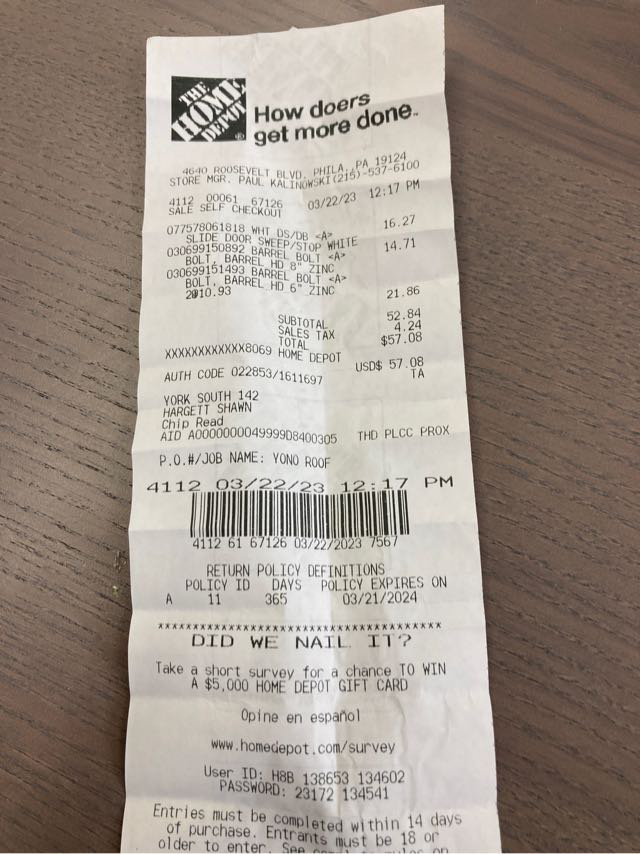 THE
HOME
DEPOT
How doers
get more done.
4640 ROOSEVELT BLVD. PHILA.,PA 19124
STORE MGR. PAUL KALINOWSKI(215)-537-6100
4112 00061 67126 03/22/23 12:17 PM
SALE SELF CHECKOUT
077578061818 WHT DS/DB <A> 16.27
SLIDE DOOR SWEEP/STOP WHITE
030699150892 BARREL BOLT <A> 14.71
BOLT, BARREL HD 8" ZINC
030699151493 BARREL BOLT <A>
BOLT, BARREL HD 6" ZINC
2@10.93 21.86
SUBTOTAL 52.84
SALES TAX 4.24
TOTAL $57.08
XXXXXXXXXXXX8069 HOME DEPOT
USD$ 57.08
AUTH CODE 022853/1611697 TA
YORK SOUTH 142
HARGETT SHAWN
Chip Read
AID A0000000049999D8400305 THD PLCC PROX
P.O.#/JOB NAME: YONO ROOF
4112 03/22/23 12:17 PM
4112 61 67126 03/22/2023 7567
RETURN POLICY DEFINITIONS
POLICY ID DAYS POLICY EXPIRES ON
A 11 365 03/21/2024
******************************************
DID WE NAIL IT?
Take a short survey for a chance TO WIN
A $5,000 HOME DEPOT GIFT CARD
Opine en español
www.homedepot.com/survey
User ID: H8B 138653 134602
PASSWORD: 23172 134541
Entries must be completed within 14 days
of purchase. Entrants must be 18 or
older to enter. See complete rules on